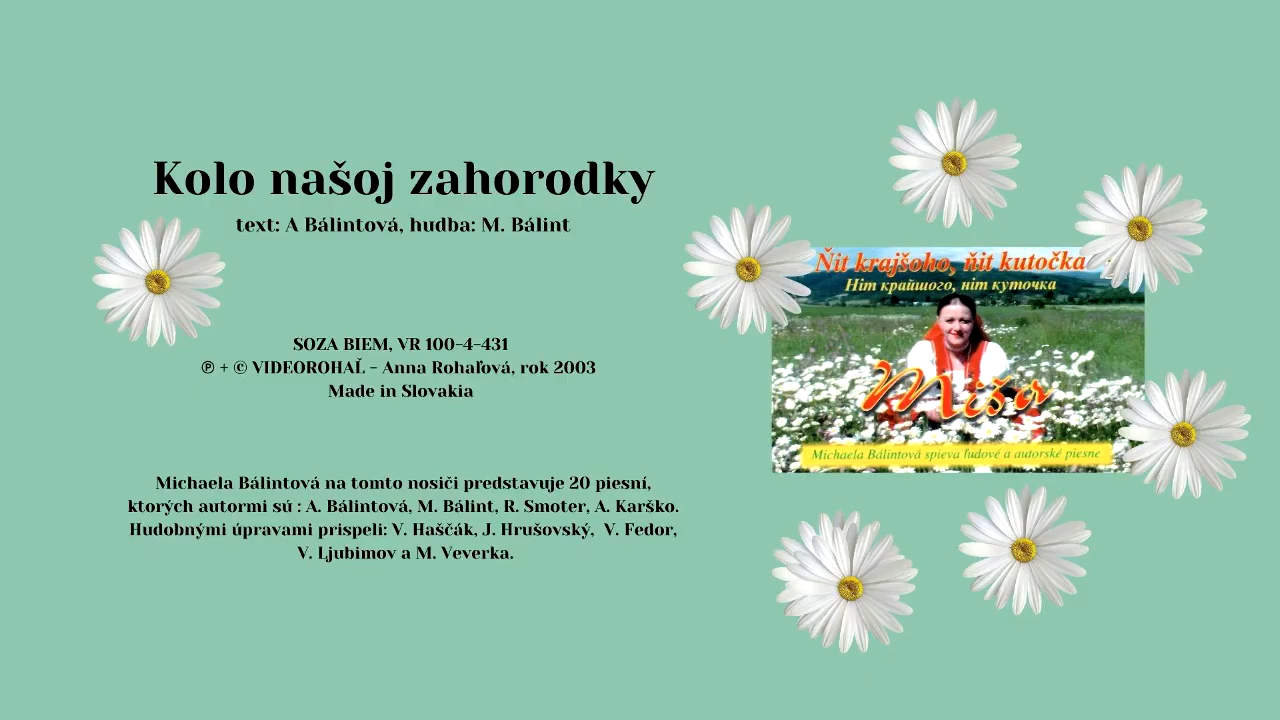 Kolo našoj zahorodky
text: A Bálintová, hudba: M. Bálint
SOZA BIEM, VR 100-4-431
℗ + © VIDEOROHAĽ - Anna Rohaľová, rok 2003
Made in Slovakia
Michaela Bálintová na tomto nosiči predstavuje 20 piesní,
ktorých autormi sú : A. Bálintová, M. Bálint, R. Smoter, A. Karško.
Hudobnými úpravami prispeli: V. Haščák, J. Hrušovský, V. Fedor,
V. Ljubimov a M. Veverka.
Ňit krajšoho, ňit kutočka
Нїт крайшого, нїт куточка
Miša
Michaela Bálintová spieva ľudové a autorské piesne